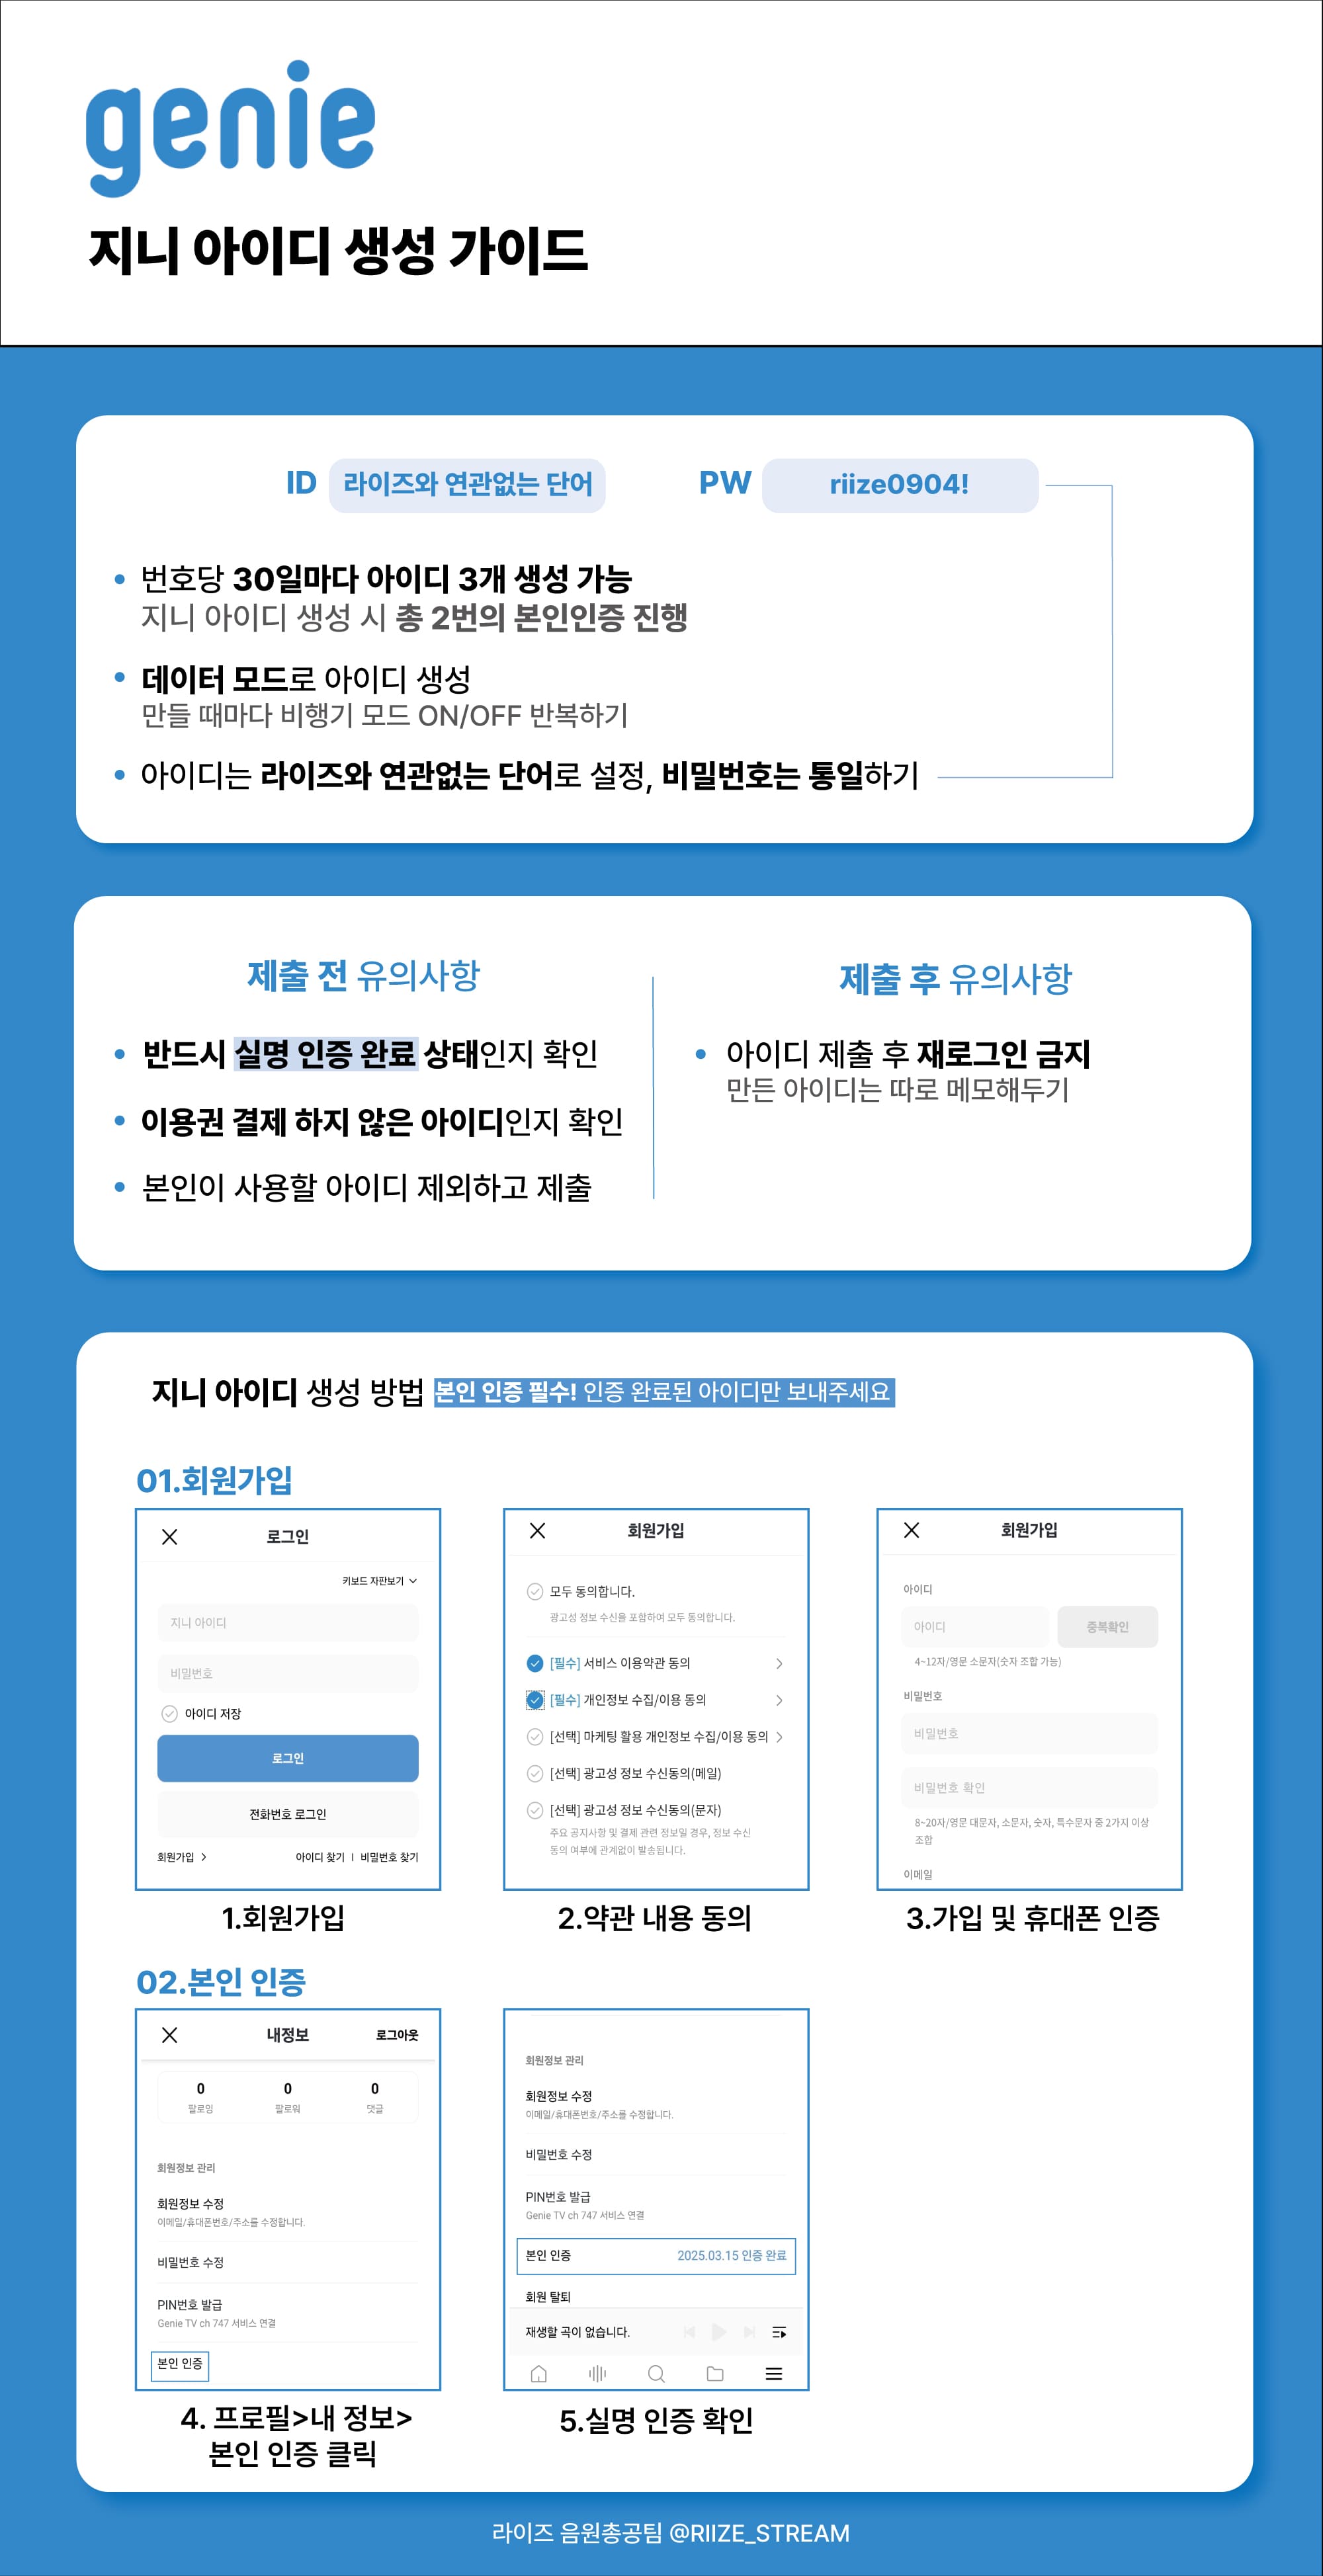 genie
지니 아이디 생성 가이드
ID 라이즈와 연관없는 단어 PW riize0904!
번호당 30일마다 아이디 3개 생성 가능
지니 아이디 생성 시 총 2번의 본인인증 진행
데이터 모드로 아이디 생성
만들 때마다 비행기 모드 ON/OFF 반복하기
아이디는 라이즈와 연관없는 단어로 설정, 비밀번호는 통일하기
제출 전 유의사항
반드시 실명 인증 완료 상태인지 확인
이용권 결제 하지 않은 아이디인지 확인
본인이 사용할 아이디 제외하고 제출
제출 후 유의사항
아이디 제출 후 재로그인 금지
만든 아이디는 따로 메모해두기
지니 아이디 생성 방법 본인 인증 필수! 인증 완료된 아이디만 보내주세요
01.회원가입
로그인
키보드 자판보기
지니 아이디
비밀번호
아이디 저장
로그인
전화번호 로그인
회원가입 > 아이디 찾기 | 비밀번호 찾기
1.회원가입
회원가입
모두 동의합니다.
광고성 정보 수신을 포함하여 모두 동의합니다.
[필수] 서비스 이용약관 동의
[필수] 개인정보 수집/이용 동의
[선택] 마케팅 활용 개인정보 수집/이용 동의
[선택] 광고성 정보 수신동의(메일)
[선택] 광고성 정보 수신동의(문자)
주요 공지사항 및 결제 관련 정보일 경우, 정보 수신
동의 여부에 관계없이 발송됩니다.
2.약관 내용 동의
회원가입
아이디
아이디 중복확인
4~12자/영문 소문자(숫자 조합 가능)
비밀번호
비밀번호
비밀번호 확인
8~20자/영문 대문자, 소문자, 숫자, 특수문자 중 2가지 이상
조합
이메일
3.가입 및 휴대폰 인증
02.본인 인증
내정보 로그아웃
0 0 0
팔로잉 팔로워 댓글
회원정보 관리
회원정보 수정
이메일/휴대폰번호/주소를 수정합니다.
비밀번호 수정
PIN번호 발급
Genie TV ch 747 서비스 연결
본인 인증
4. 프로필>내 정보>
본인 인증 클릭
회원정보 관리
회원정보 수정
이메일/휴대폰번호/주소를 수정합니다.
비밀번호 수정
PIN번호 발급
Genie TV ch 747 서비스 연결
본인 인증 2025.03.15 인증 완료
회원 탈퇴
재생할 곡이 없습니다.
5.실명 인증 확인
라이즈 음원총공팀 @RIIZE_STREAM